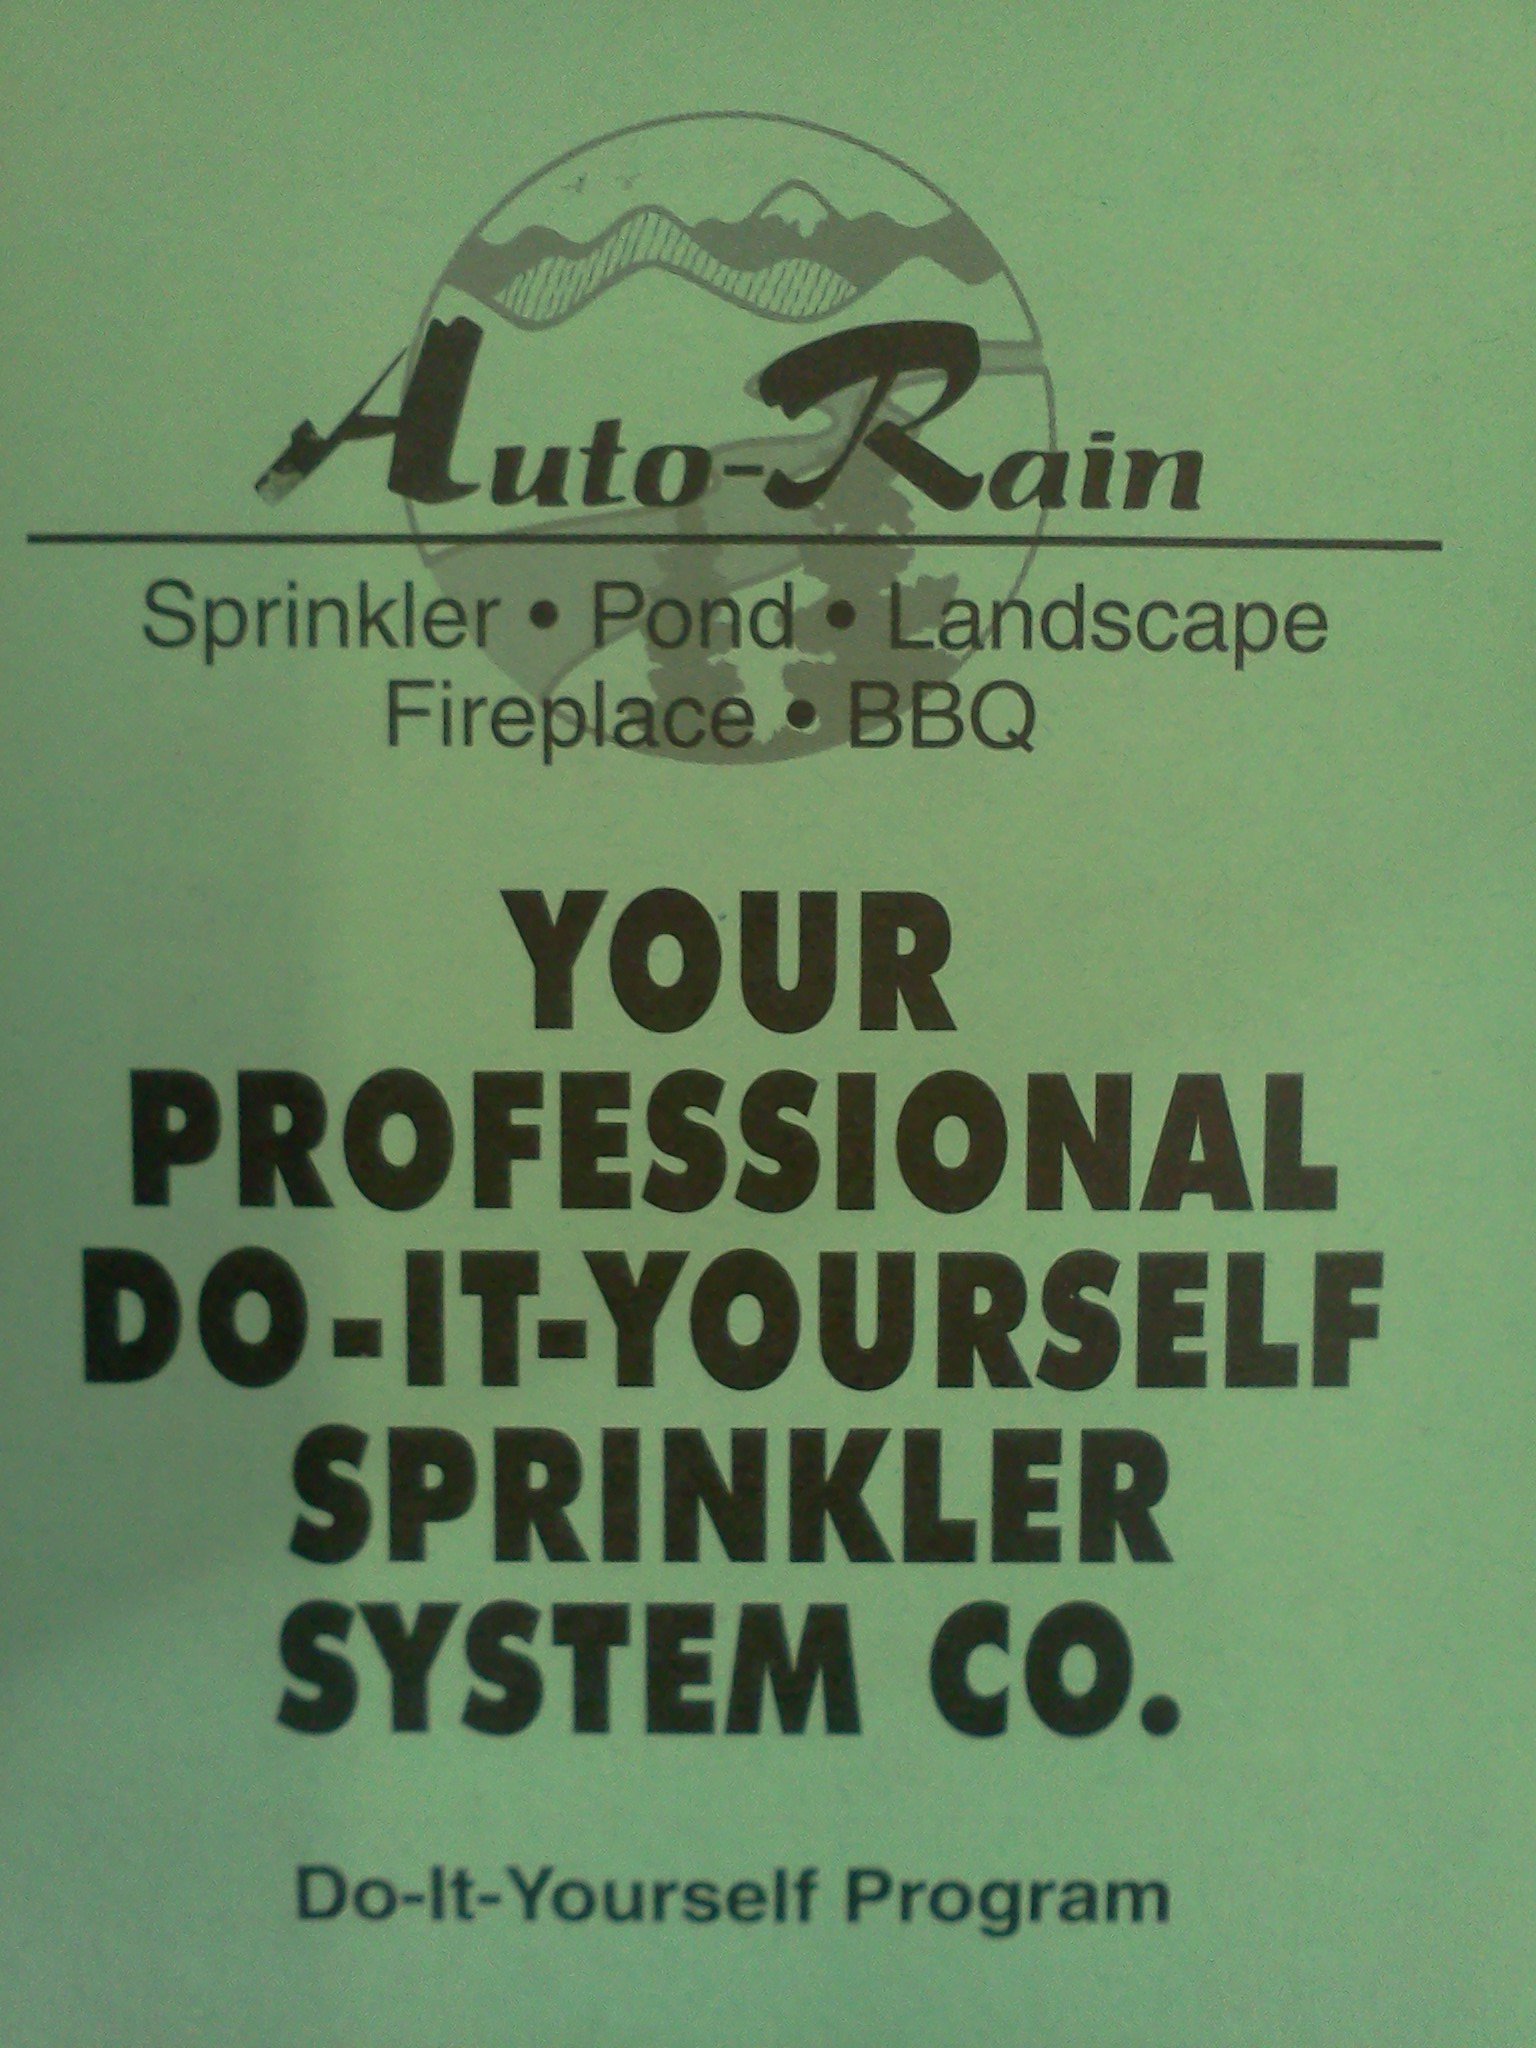 Auto-Rain
Sprinkler • Pond • Landscape
Fireplace • BBQ
YOUR
PROFESSIONAL
DO-IT-YOURSELF
SPRINKLER
SYSTEM CO.
Do-It-Yourself Program